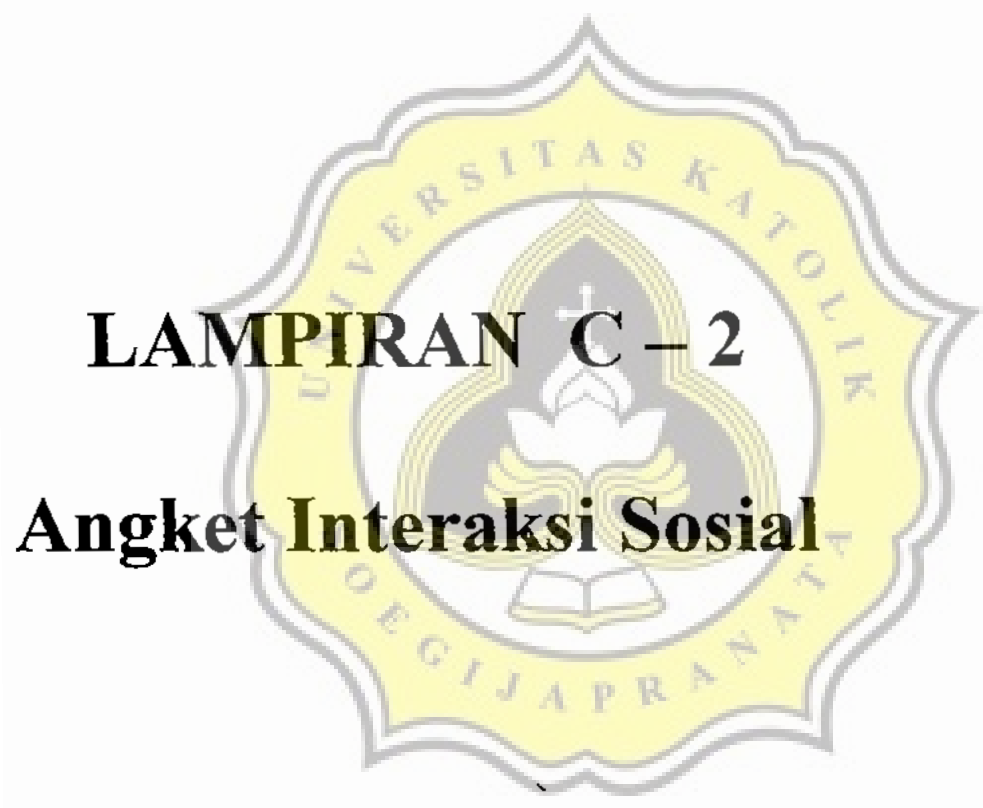 LAMPIRAN C – 2
Angket Interaksi Sosial
UNIVERSITAS KATOLIK
SOEGIJAPRANATA